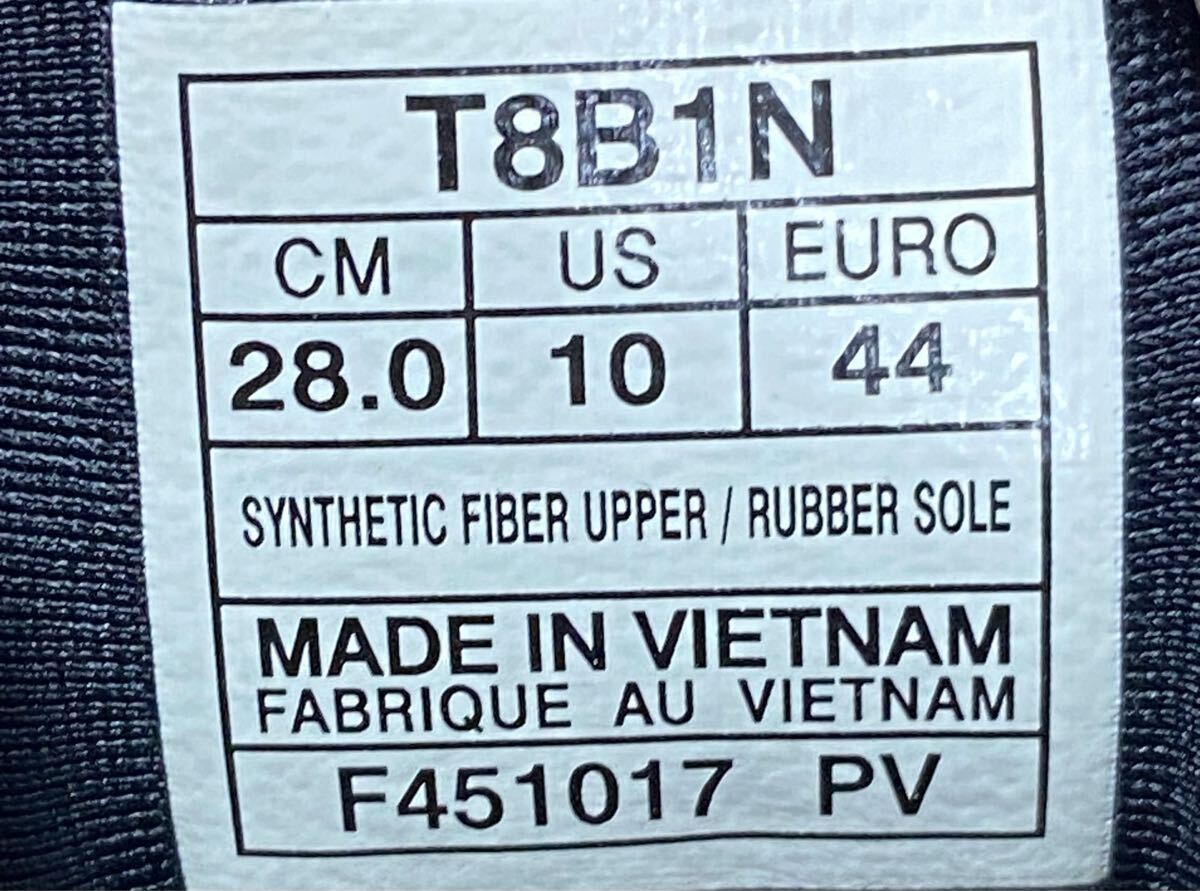 T8B1N
CM US EURO
28.0 10 44
SYNTHETIC FIBER UPPER / RUBBER SOLE
MADE IN VIETNAM
FABRIQUE AU VIETNAM
F451017 PV